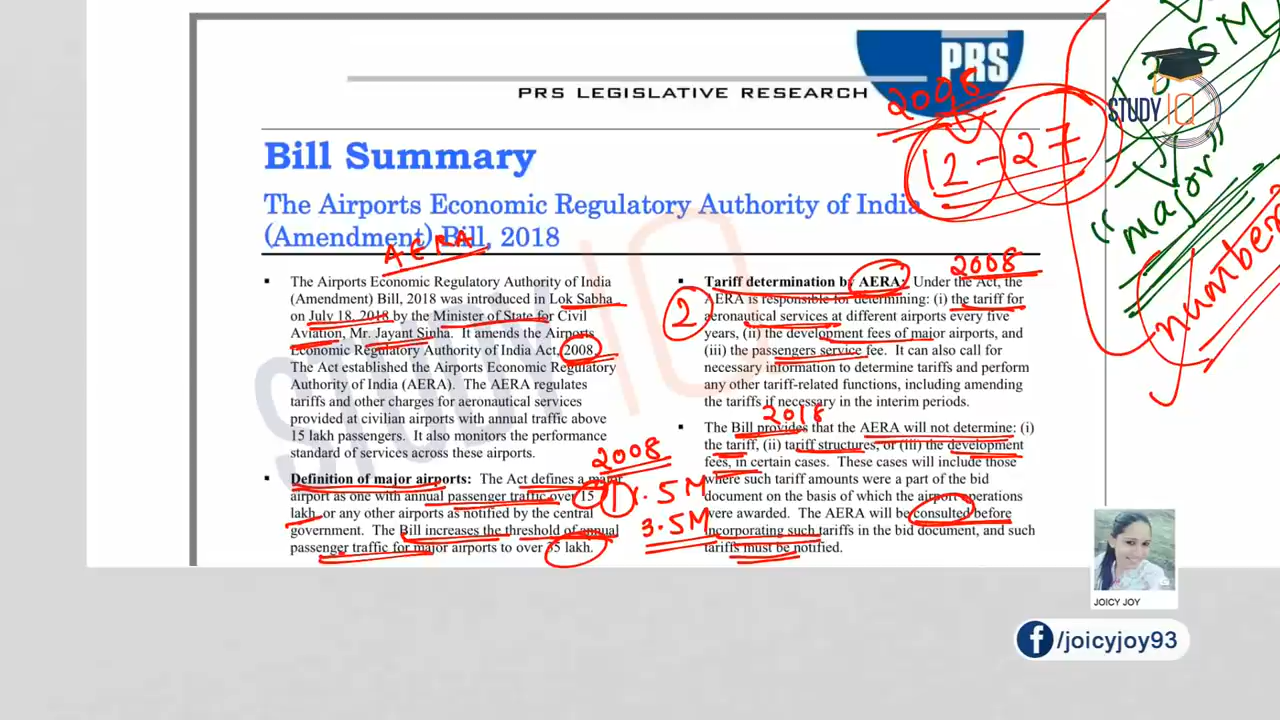 PRS
PRS LEGISLATIVE RESEARCH
2008
12-27
STUDY IQ
3.5M
"major"
number
Bill Summary
The Airports Economic Regulatory Authority of India
(Amendment) Bill, 2018
AERA
▪ The Airports Economic Regulatory Authority of India
(Amendment) Bill, 2018 was introduced in Lok Sabha
on July 18, 2018 by the Minister of State for Civil
Aviation, Mr. Jayant Sinha. It amends the Airports
Economic Regulatory Authority of India Act, 2008.
The Act established the Airports Economic Regulatory
Authority of India (AERA). The AERA regulates
tariffs and other charges for aeronautical services
provided at civilian airports with annual traffic above
15 lakh passengers. It also monitors the performance
standard of services across these airports.
2008
▪ Definition of major airports: The Act defines a major
airport as one with annual passenger traffic over 15
lakh, or any other airports as notified by the central
government. The Bill increases the threshold of annual
passenger traffic for major airports to over 35 lakh.
1.5M
3.5M
2008
2
▪ Tariff determination by AERA: Under the Act, the
AERA is responsible for determining: (i) the tariff for
aeronautical services at different airports every five
years, (ii) the development fees of major airports, and
(iii) the passengers service fee. It can also call for
necessary information to determine tariffs and perform
any other tariff-related functions, including amending
the tariffs if necessary in the interim periods.
2018
▪ The Bill provides that the AERA will not determine: (i)
the tariff, (ii) tariff structures, or (iii) the development
fees, in certain cases. These cases will include those
where such tariff amounts were a part of the bid
document on the basis of which the airport operations
were awarded. The AERA will be consulted before
incorporating such tariffs in the bid document, and such
tariffs must be notified.
STUDY IQ
JOICY JOY
f /joicyjoy93